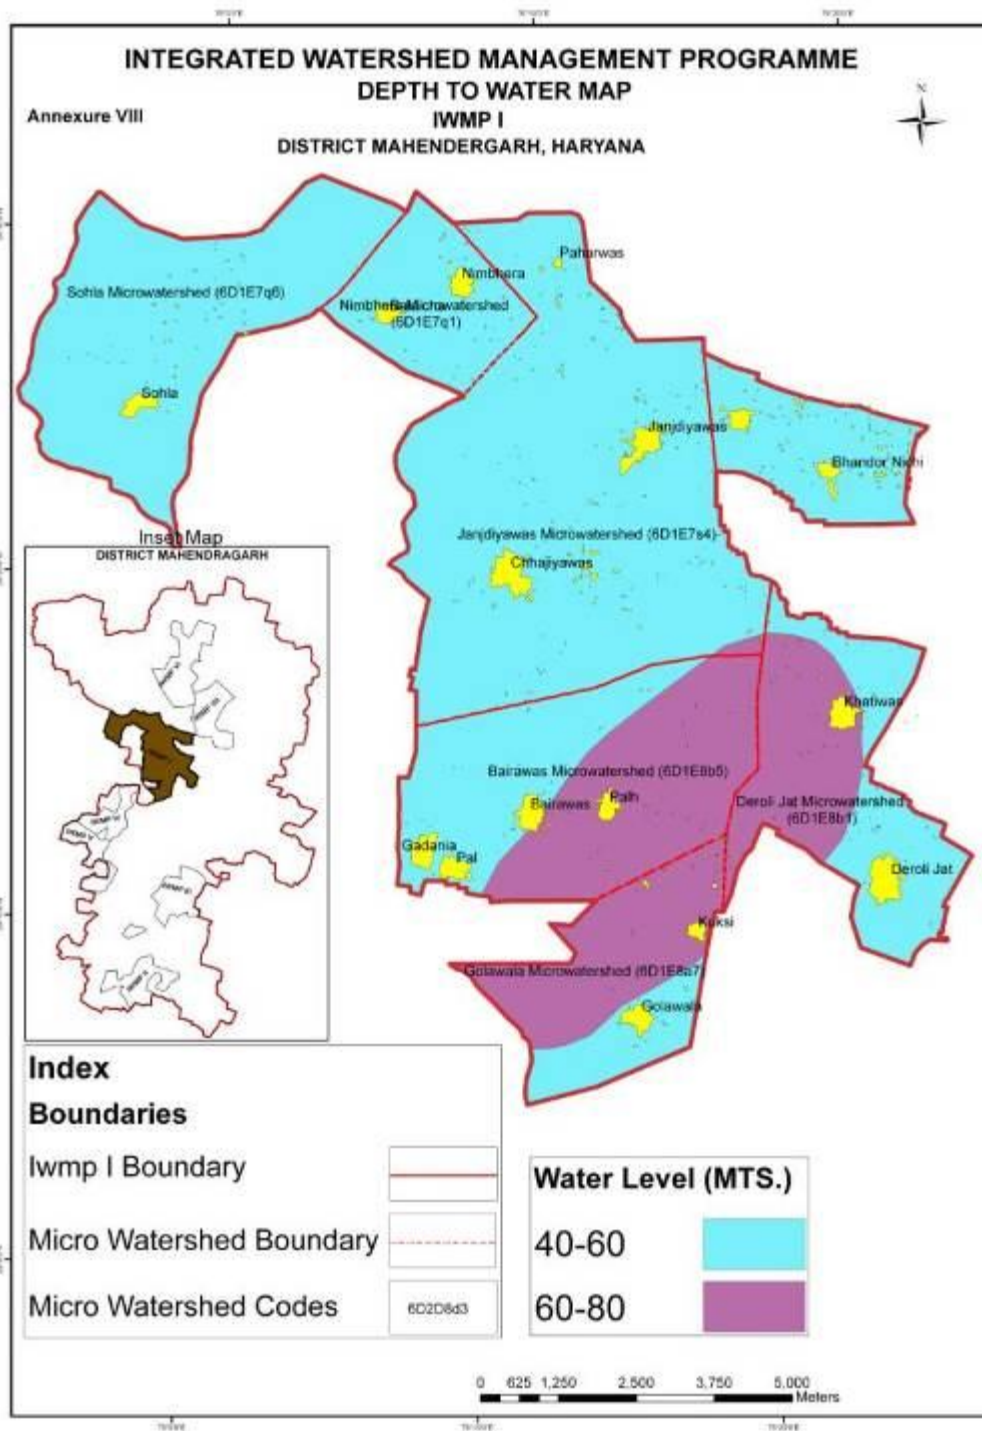 INTEGRATED WATERSHED MANAGEMENT PROGRAMME
DEPTH TO WATER MAP
Annexure VIII
IWMP I
DISTRICT MAHENDERGARH, HARYANA
N
Paharwas
Nimbhera
Sohla Microwatershed (6D1E7q6)
Nimbhera Microwatershed
(6D1E7q1)
Sohla
Janjdiyawas
Bhandor Nichi
Janjdiyawas Microwatershed (6D1E7s4)
Chhajiyawas
Inset Map
DISTRICT MAHENDRAGARH
Khatiwas
Bairawas Microwatershed (6D1E8b5)
Bairawas
Palh
Deroli Jat Microwatershed
(6D1E8b1)
Gadania
Pal
Deroli Jat
Kuksi
Golawala Microwatershed (6D1E8a7)
Golawala
Index
Boundaries
Iwmp I Boundary
Micro Watershed Boundary
Micro Watershed Codes
6D2D8d3
Water Level (MTS.)
40-60
60-80
0 625 1,250 2,500 3,750 5,000
Meters